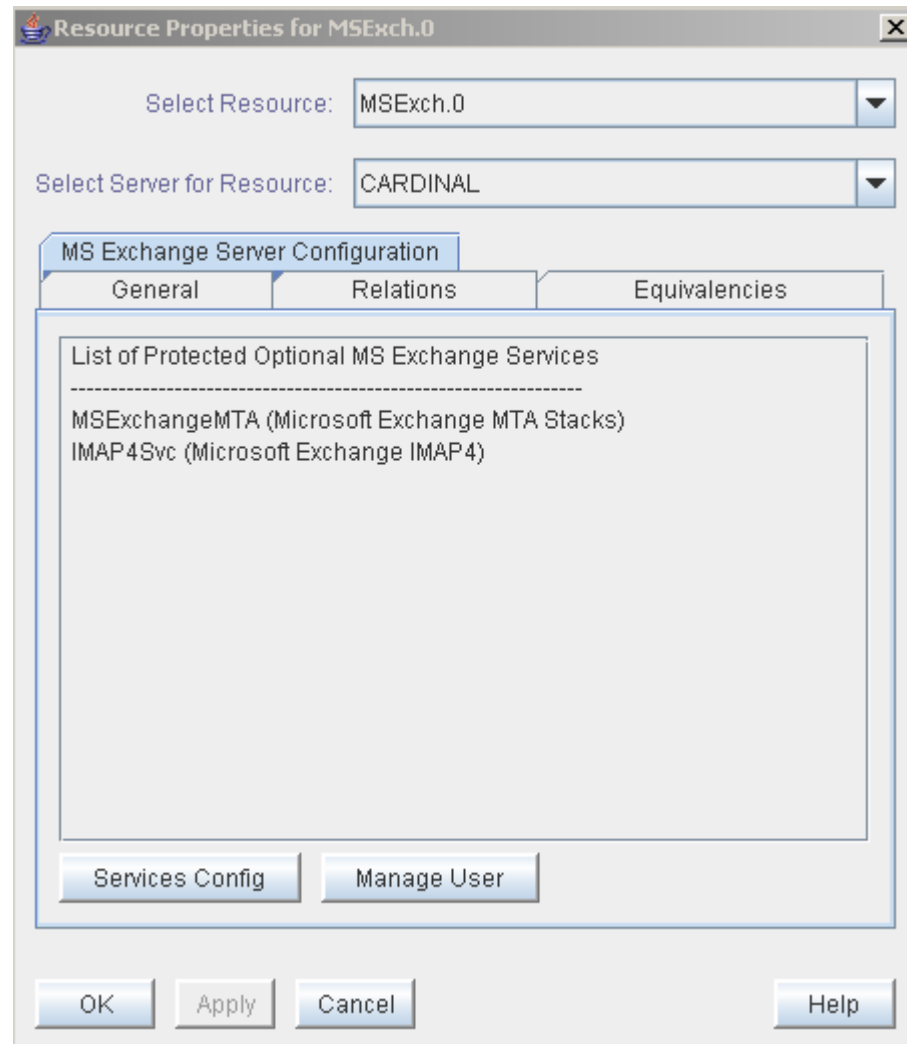 Resource Properties for MSExch.0
Select Resource: MSExch.0
Select Server for Resource: CARDINAL
MS Exchange Server Configuration
General Relations Equivalencies
List of Protected Optional MS Exchange Services
----------------------------------------------------------------
MSExchangeMTA (Microsoft Exchange MTA Stacks)
IMAP4Svc (Microsoft Exchange IMAP4)
Services Config Manage User
OK Apply Cancel Help